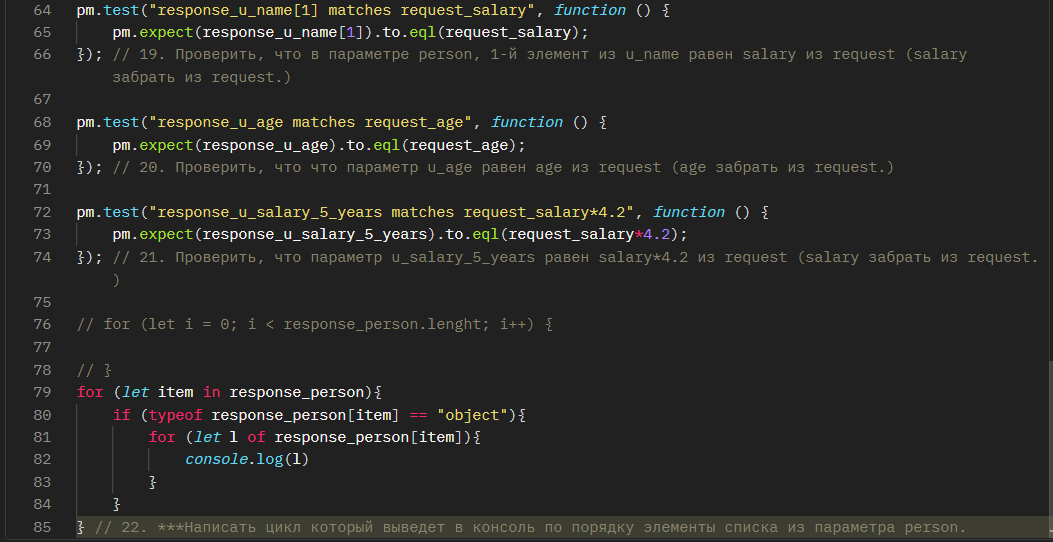 64 pm.test("response_u_name[1] matches request_salary", function () {
65 pm.expect(response_u_name[1]).to.eql(request_salary);
66 }); // 19. Проверить, что в параметре person, 1-й элемент из u_name равен salary из request (salary
забрать из request.)
67
68 pm.test("response_u_age matches request_age", function () {
69 pm.expect(response_u_age).to.eql(request_age);
70 }); // 20. Проверить, что что параметр u_age равен age из request (age забрать из request.)
71
72 pm.test("response_u_salary_5_years matches request_salary*4.2", function () {
73 pm.expect(response_u_salary_5_years).to.eql(request_salary*4.2);
74 }); // 21. Проверить, что параметр u_salary_5_years равен salary*4.2 из request (salary забрать из request.
)
75
76 // for (let i = 0; i < response_person.lenght; i++) {
77
78 // }
79 for (let item in response_person){
80 if (typeof response_person[item] == "object"){
81 for (let l of response_person[item]){
82 console.log(l)
83 }
84 }
85 } // 22. ***Написать цикл который выведет в консоль по порядку элементы списка из параметра person.